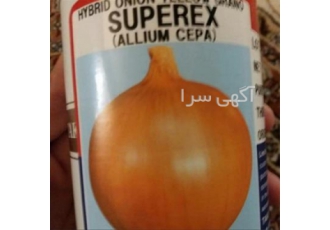 HYBRID ONION YELLOW GRANO
SUPEREX
(ALLIUM CEPA)
آگهی سرا